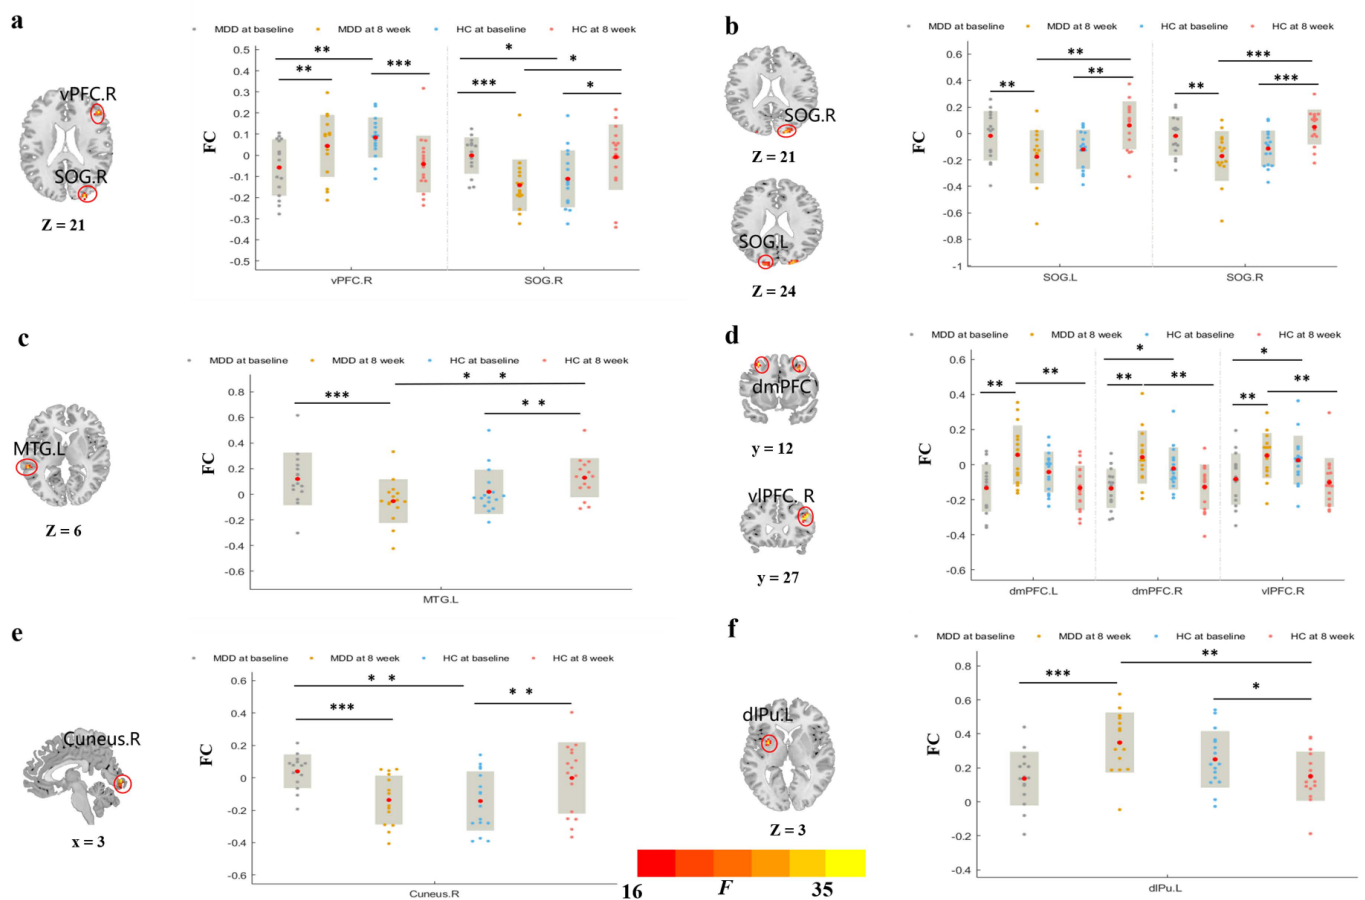 a
MDD at baseline MDD at 8 week HC at baseline HC at 8 week
vPFC.R
SOG.R
Z = 21
FC
0.5
0.4
0.3
0.2
0.1
0
-0.1
-0.2
-0.3
-0.4
-0.5
** ** *** * *** * *
vPFC.R SOG.R
b
MDD at baseline MDD at 8 week HC at baseline HC at 8 week
SOG.R
Z = 21
SOG.L
Z = 24
FC
0.6
0.4
0.2
0
-0.2
-0.4
-0.6
-0.8
-1
** ** ** ** *** ***
SOG.L SOG.R
c
MDD at baseline MDD at 8 week HC at baseline HC at 8 week
MTG.L
Z = 6
FC
0.8
0.6
0.4
0.2
0
-0.2
-0.4
-0.6
*** * * * *
MTG.L
d
MDD at baseline MDD at 8 week HC at baseline HC at 8 week
dmPFC
y = 12
vlPFC. R
y = 27
FC
0.6
0.4
0.2
0
-0.2
-0.4
-0.6
** ** * ** ** * ** **
dmPFC.L dmPFC.R vlPFC.R
e
MDD at baseline MDD at 8 week HC at baseline HC at 8 week
Cuneus.R
x = 3
FC
0.6
0.4
0.2
0
-0.2
-0.4
-0.6
* * *** * *
Cuneus.R
f
MDD at baseline MDD at 8 week HC at baseline HC at 8 week
dlPu.L
Z = 3
FC
0.8
0.6
0.4
0.2
0
-0.2
-0.4
*** ** *
dlPu.L
16 F 35